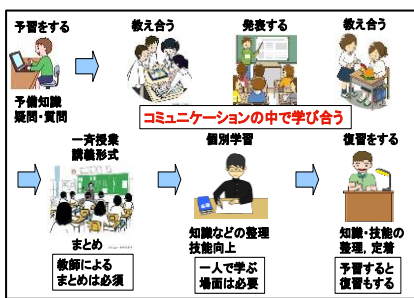 予習をする
教え合う
発表する
教え合う
予備知識
疑問・質問
コミュニケーションの中で学び合う
一斉授業
講義形式
個別学習
復習をする
まとめ
知識などの整理
技能向上
知識・技能の
整理，定着
教師による
まとめは必須
一人で学ぶ
場面は必要
予習すると
復習もする